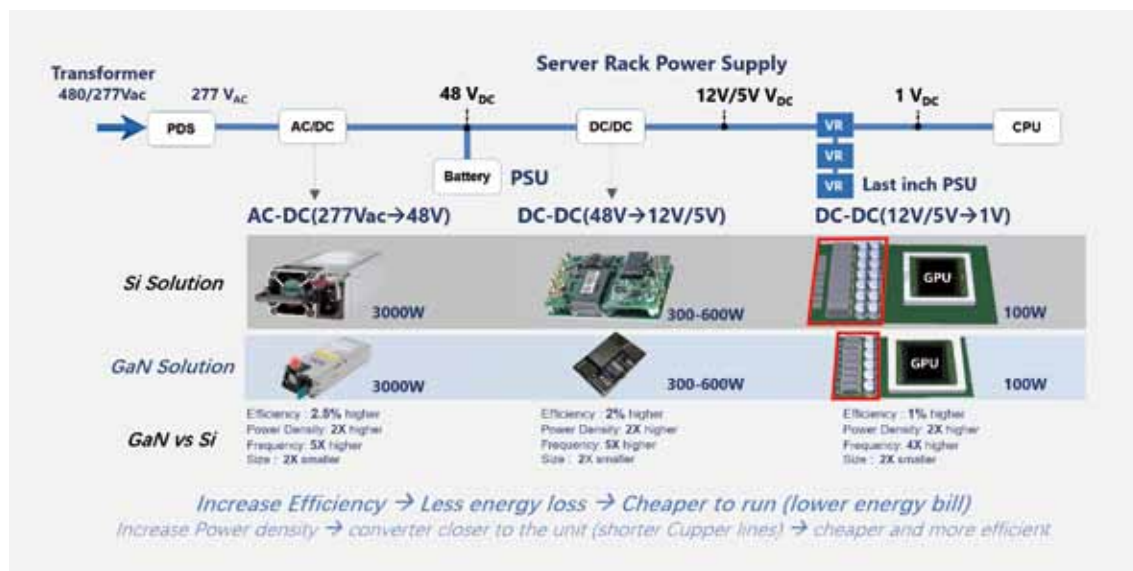 Server Rack Power Supply
Transformer
480/277Vac
277 VAC
48 VDC
12V/5V VDC
1 VDC
PDS
AC/DC
DC/DC
VR
CPU
VR
Battery
PSU
VR
Last inch PSU
AC-DC(277Vac→48V)
DC-DC(48V→12V/5V)
DC-DC(12V/5V→1V)
Si Solution
3000W
300-600W
GPU
100W
GaN Solution
3000W
300-600W
GPU
100W
GaN vs Si
Efficiency : 2.5% higher
Power Density: 2X higher
Frequency: 5X higher
Size : 2X smaller
Efficiency : 2% higher
Power Density: 2X higher
Frequency: 5X higher
Size : 2X smaller
Efficiency : 1% higher
Power Density: 2X higher
Frequency: 4X higher
Size : 2X smaller
Increase Efficiency → Less energy loss → Cheaper to run (lower energy bill)
Increase Power density → converter closer to the unit (shorter Cupper lines) → cheaper and more efficient